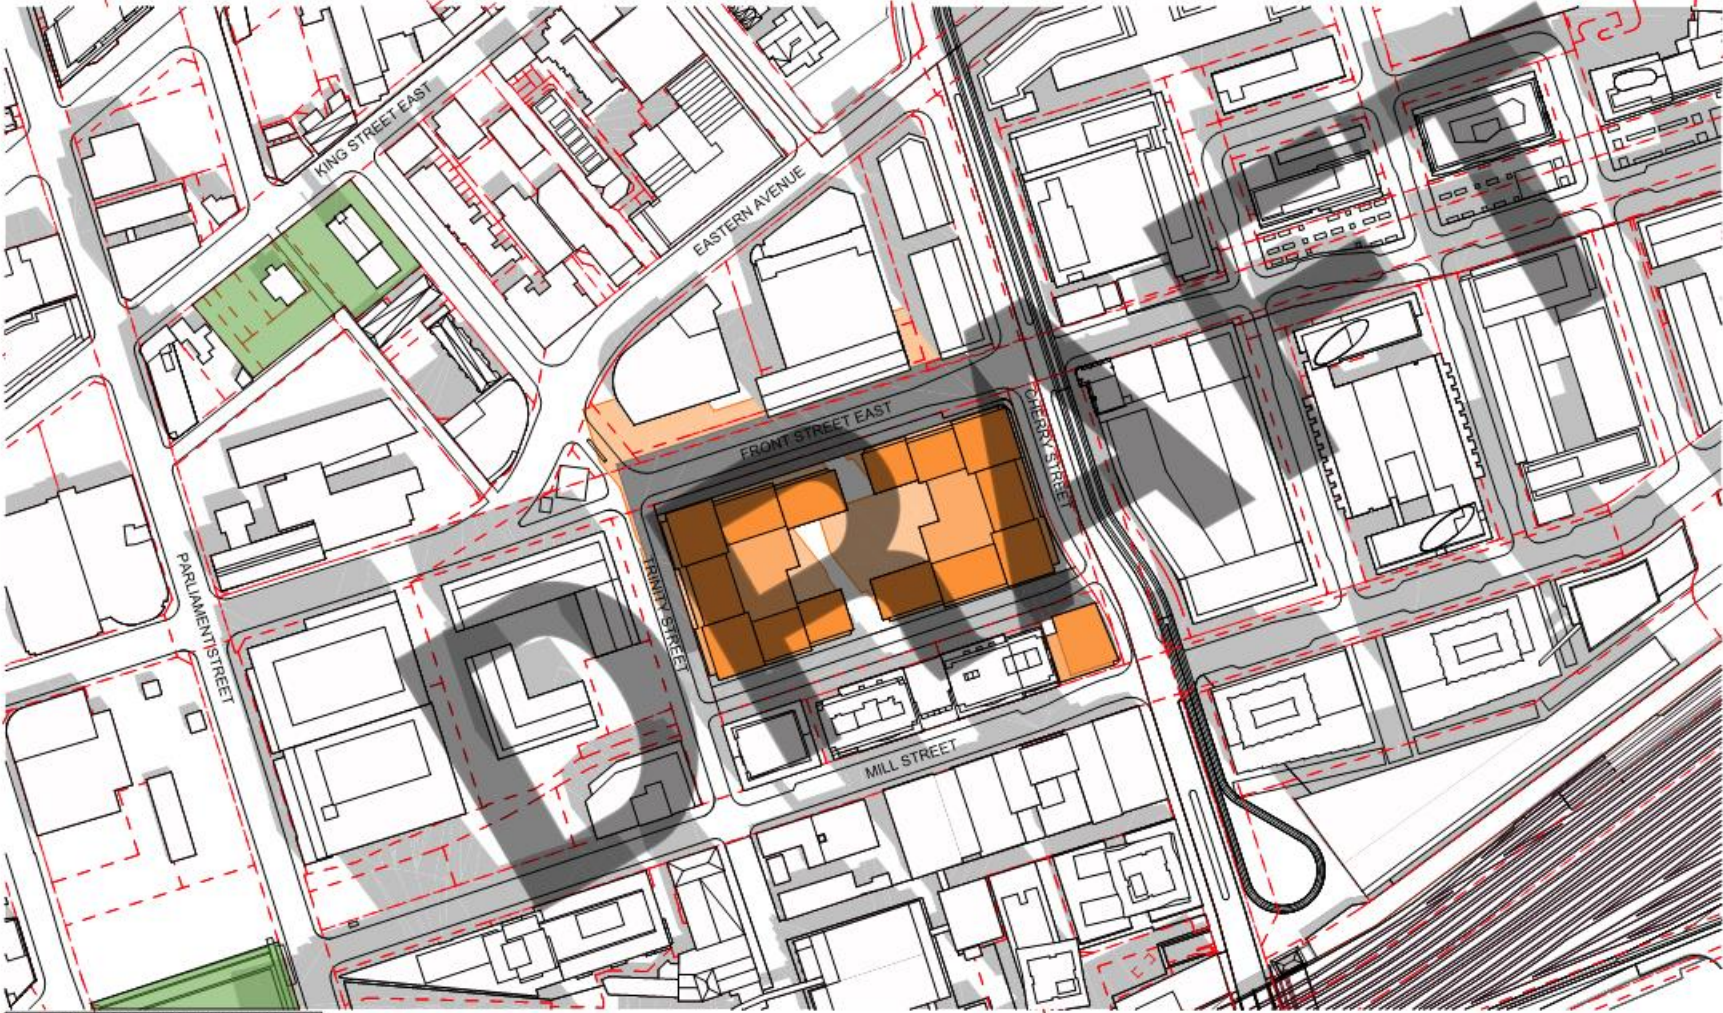 KING STREET EAST
EASTERN AVENUE
FRONT STREET EAST
CHERRY STREET
TRINITY STREET
PARLIAMENT STREET
MILL STREET
DRAFT